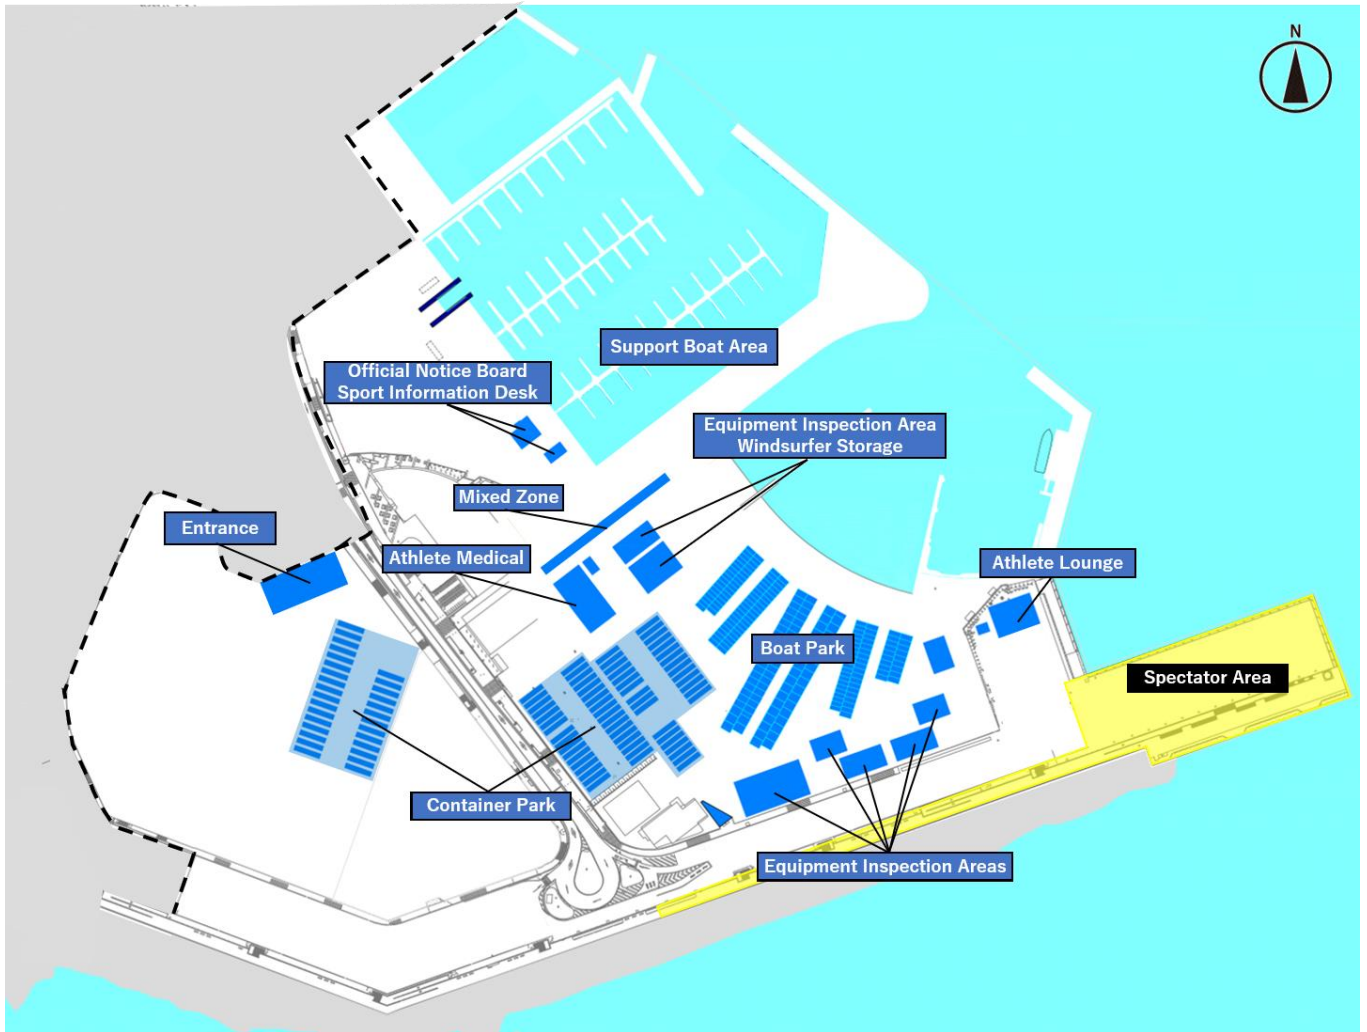 N
Support Boat Area
Official Notice Board
Sport Information Desk
Equipment Inspection Area
Windsurfer Storage
Mixed Zone
Entrance
Athlete Medical
Athlete Lounge
Boat Park
Spectator Area
Container Park
Equipment Inspection Areas